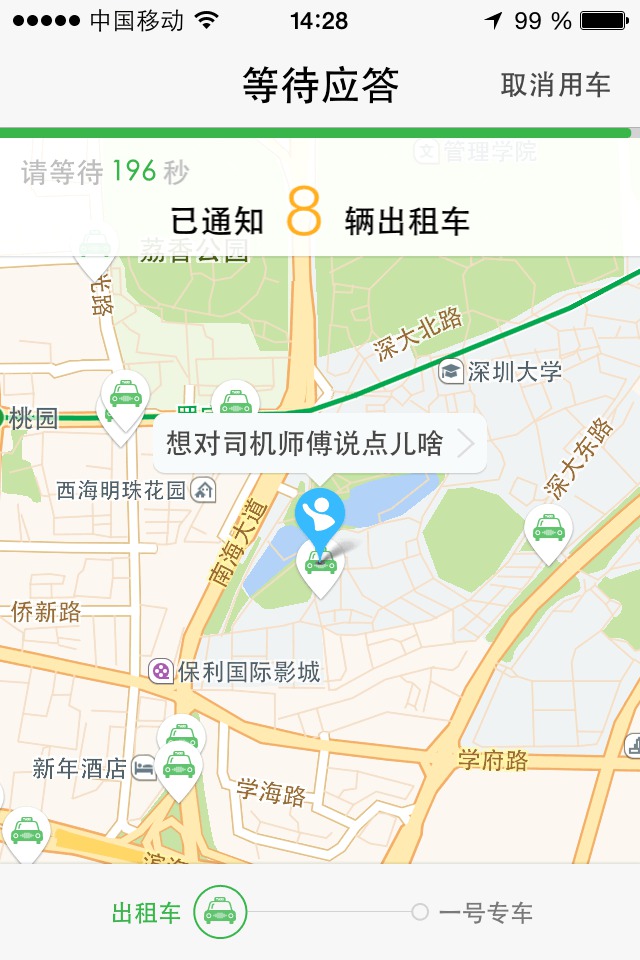 中国移动 14:28 99 %
等待应答 取消用车
文 管理学院
请等待 196 秒
已通知 8 辆出租车
荔香公园
光路
深大北路
深圳大学
桃园
想对司机师傅说点儿啥
深大东路
西海明珠花园
南海大道
侨新路
保利国际影城
学府路
新年酒店
学海路
滨海
出租车 一号专车